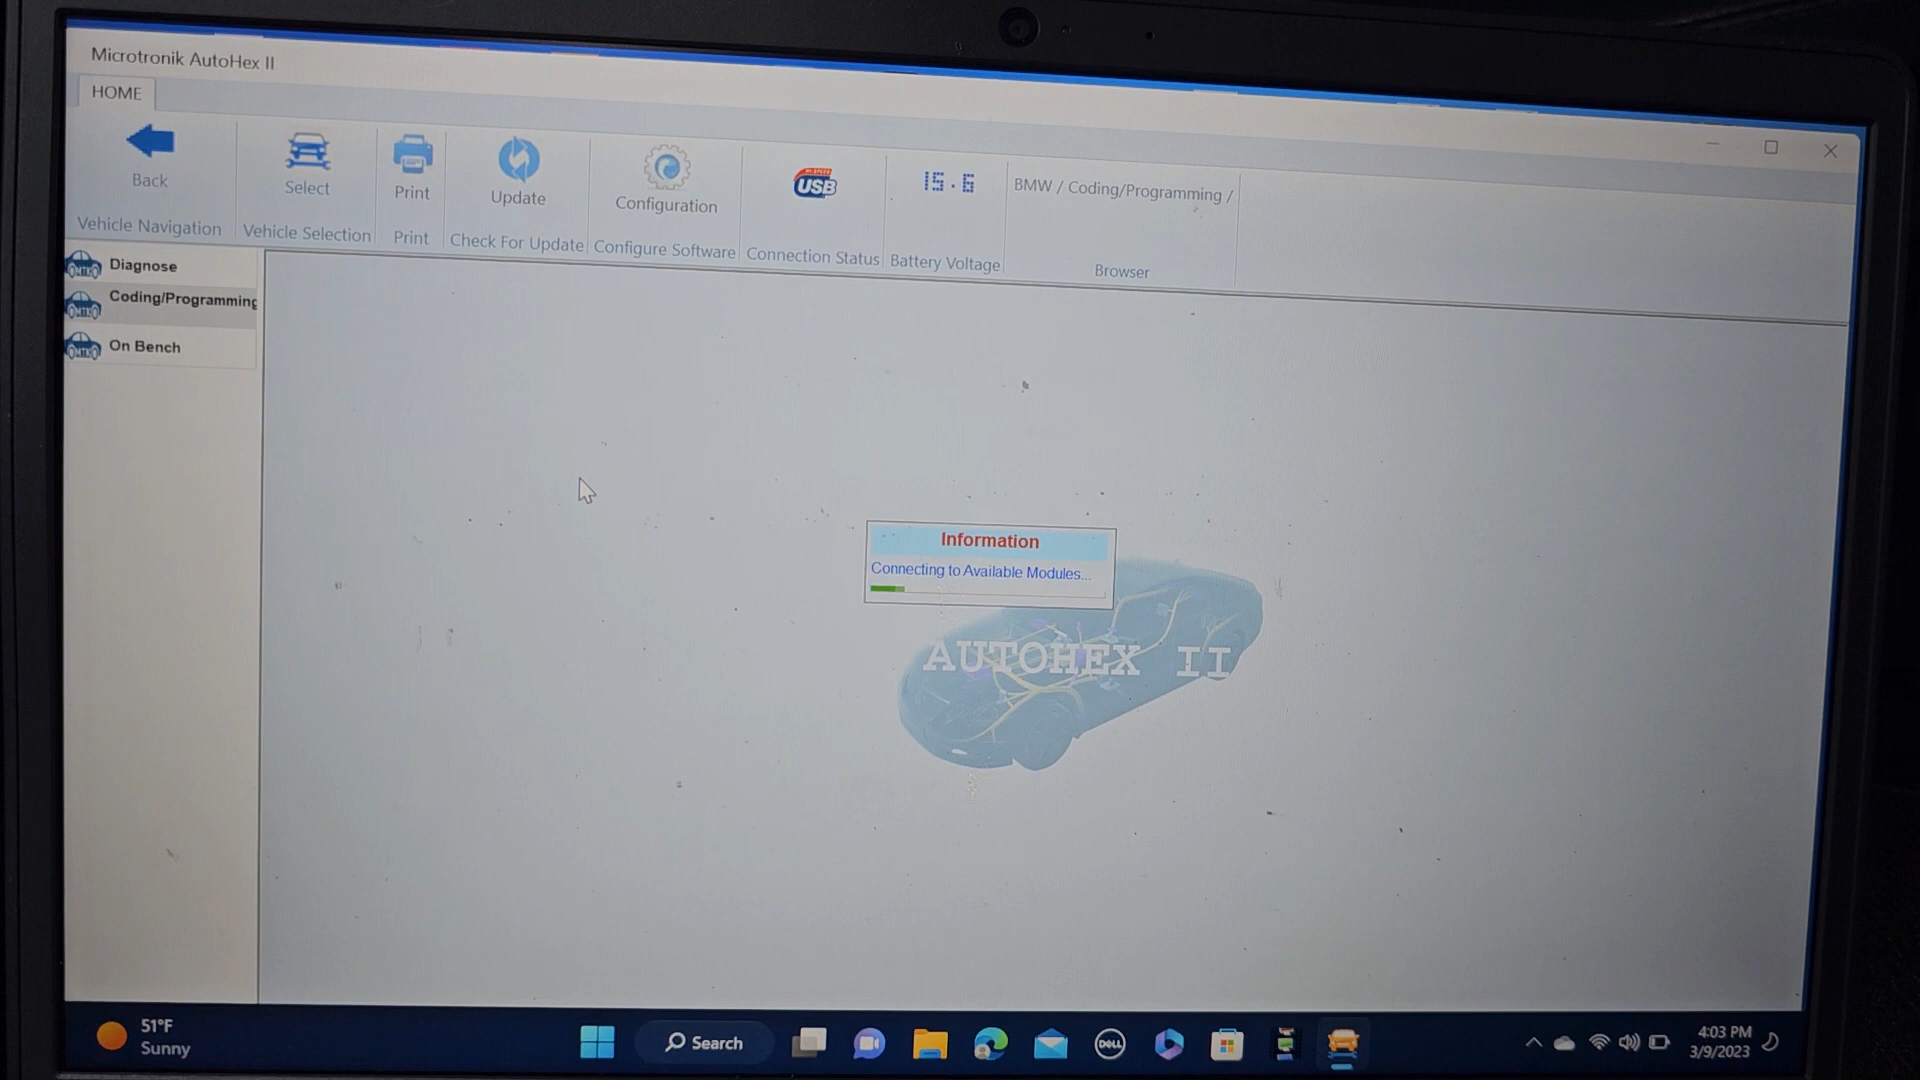 Microtronik AutoHex II
HOME
Back
Select
Print
Update
Configuration
USB
15.6
BMW / Coding/Programming /
Vehicle Navigation
Vehicle Selection
Print
Check For Update
Configure Software
Connection Status
Battery Voltage
Browser
Diagnose
Coding/Programming
On Bench
Information
Connecting to Available Modules...
AUTOHEX II
51°F
Sunny
Search
DELL
4:03 PM
3/9/2023